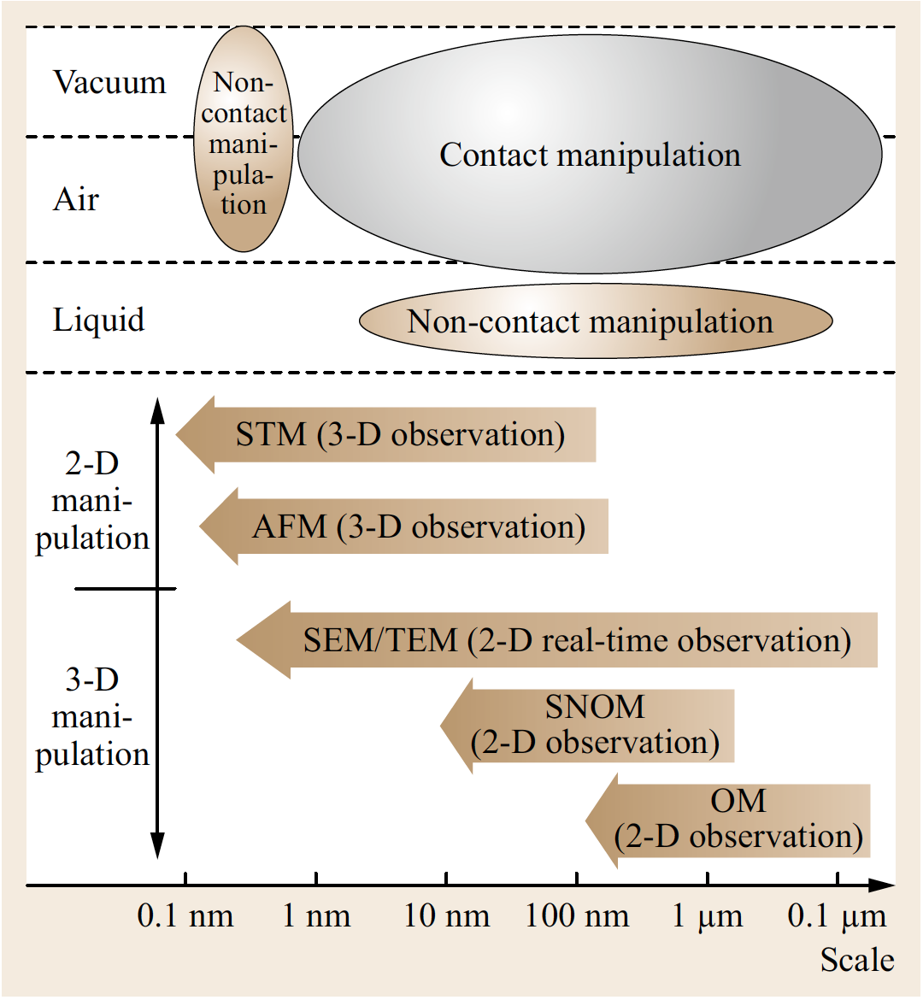 Vacuum
Non-
contact
mani-
pula-
tion
Contact manipulation
Air
Liquid
Non-contact manipulation
2-D
mani-
pulation
STM (3-D observation)
AFM (3-D observation)
3-D
mani-
pulation
SEM/TEM (2-D real-time observation)
SNOM
(2-D observation)
OM
(2-D observation)
0.1 nm 1 nm 10 nm 100 nm 1 µm 0.1 µm
Scale